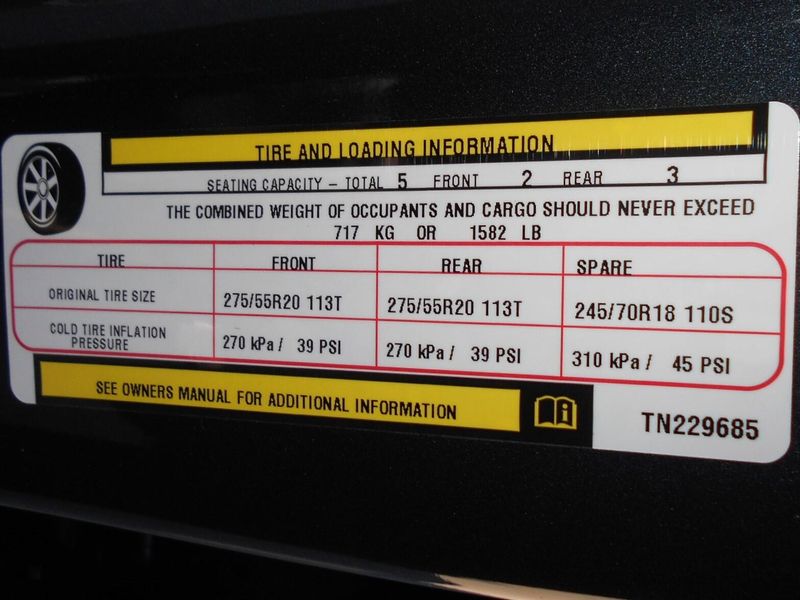 TIRE AND LOADING INFORMATION
SEATING CAPACITY – TOTAL 5 FRONT 2 REAR 3
THE COMBINED WEIGHT OF OCCUPANTS AND CARGO SHOULD NEVER EXCEED
717 KG OR 1582 LB
TIRE FRONT REAR SPARE
ORIGINAL TIRE SIZE 275/55R20 113T 275/55R20 113T 245/70R18 110S
COLD TIRE INFLATION
PRESSURE 270 kPa / 39 PSI 270 kPa / 39 PSI 310 kPa / 45 PSI
SEE OWNERS MANUAL FOR ADDITIONAL INFORMATION
TN229685